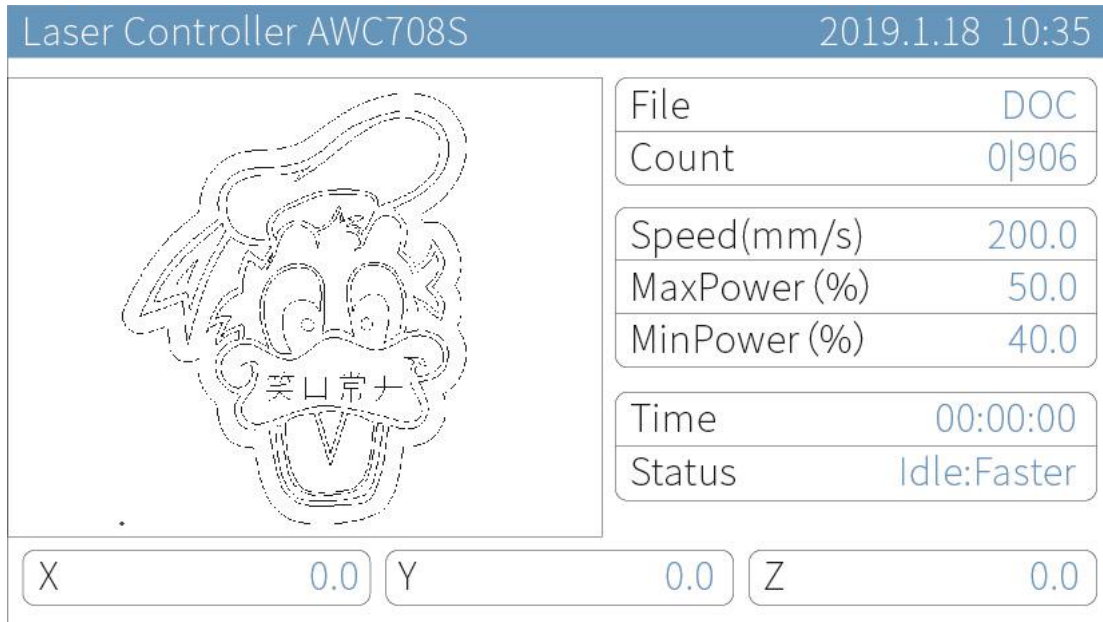 Laser Controller AWC708S 2019.1.18 10:35
File DOC
Count 0|906
Speed(mm/s) 200.0
MaxPower(%) 50.0
MinPower(%) 40.0
Time 00:00:00
Status Idle:Faster
笑口常
X 0.0 Y 0.0 Z 0.0